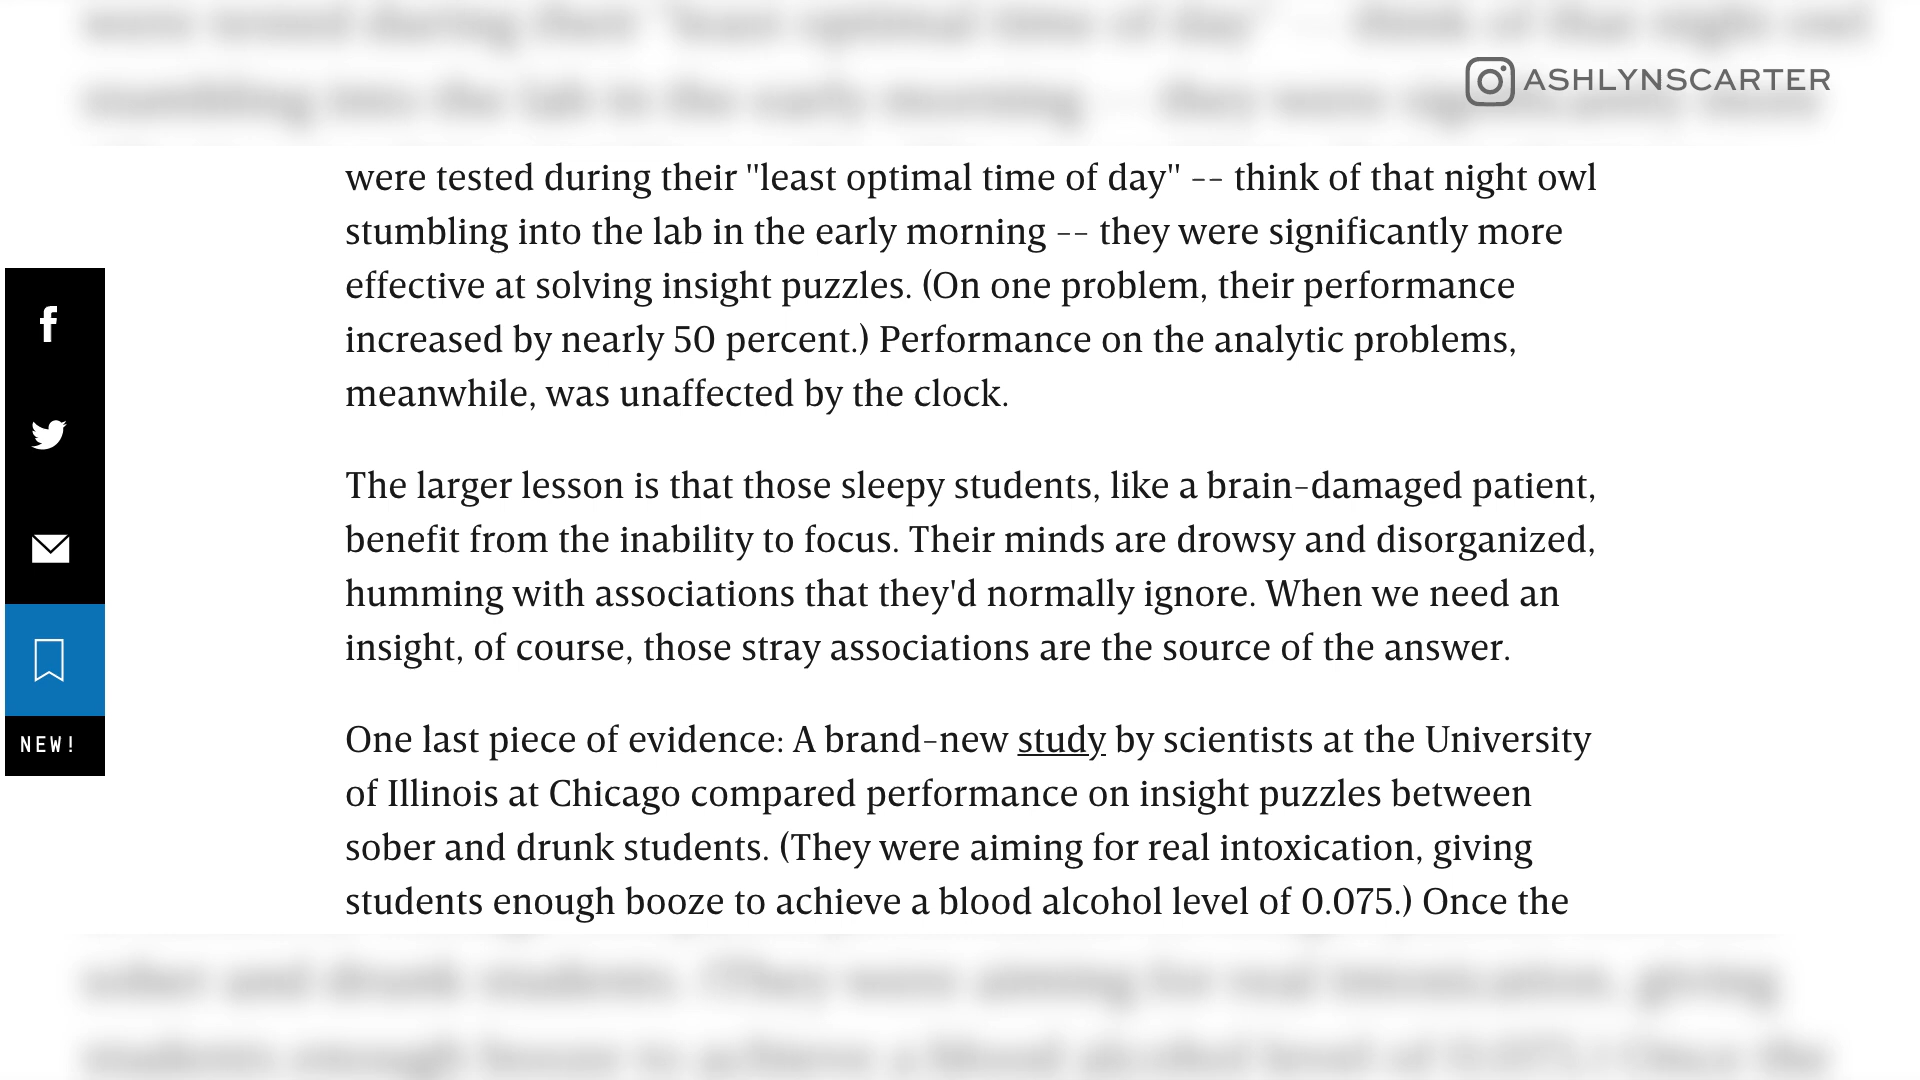 ASHLYNSCARTER
were tested during their "least optimal time of day" -- think of that night owl
stumbling into the lab in the early morning -- they were significantly more
effective at solving insight puzzles. (On one problem, their performance
increased by nearly 50 percent.) Performance on the analytic problems,
meanwhile, was unaffected by the clock.
The larger lesson is that those sleepy students, like a brain-damaged patient,
benefit from the inability to focus. Their minds are drowsy and disorganized,
humming with associations that they'd normally ignore. When we need an
insight, of course, those stray associations are the source of the answer.
NEW!
One last piece of evidence: A brand-new study by scientists at the University
of Illinois at Chicago compared performance on insight puzzles between
sober and drunk students. (They were aiming for real intoxication, giving
students enough booze to achieve a blood alcohol level of 0.075.) Once the